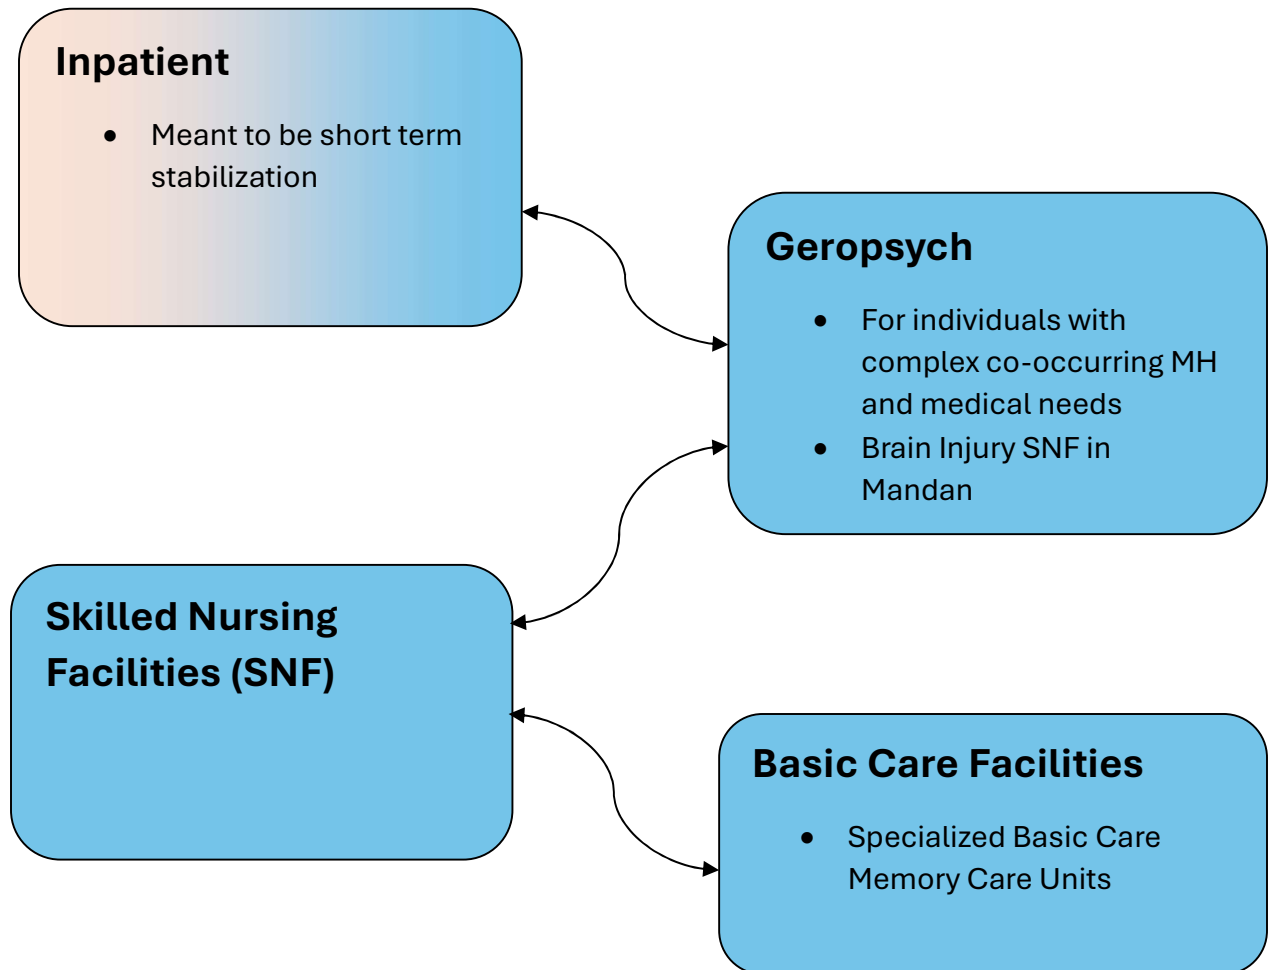 Inpatient
• Meant to be short term
stabilization
Geropsych
• For individuals with
complex co-occurring MH
and medical needs
• Brain Injury SNF in
Mandan
Skilled Nursing
Facilities (SNF)
Basic Care Facilities
• Specialized Basic Care
Memory Care Units